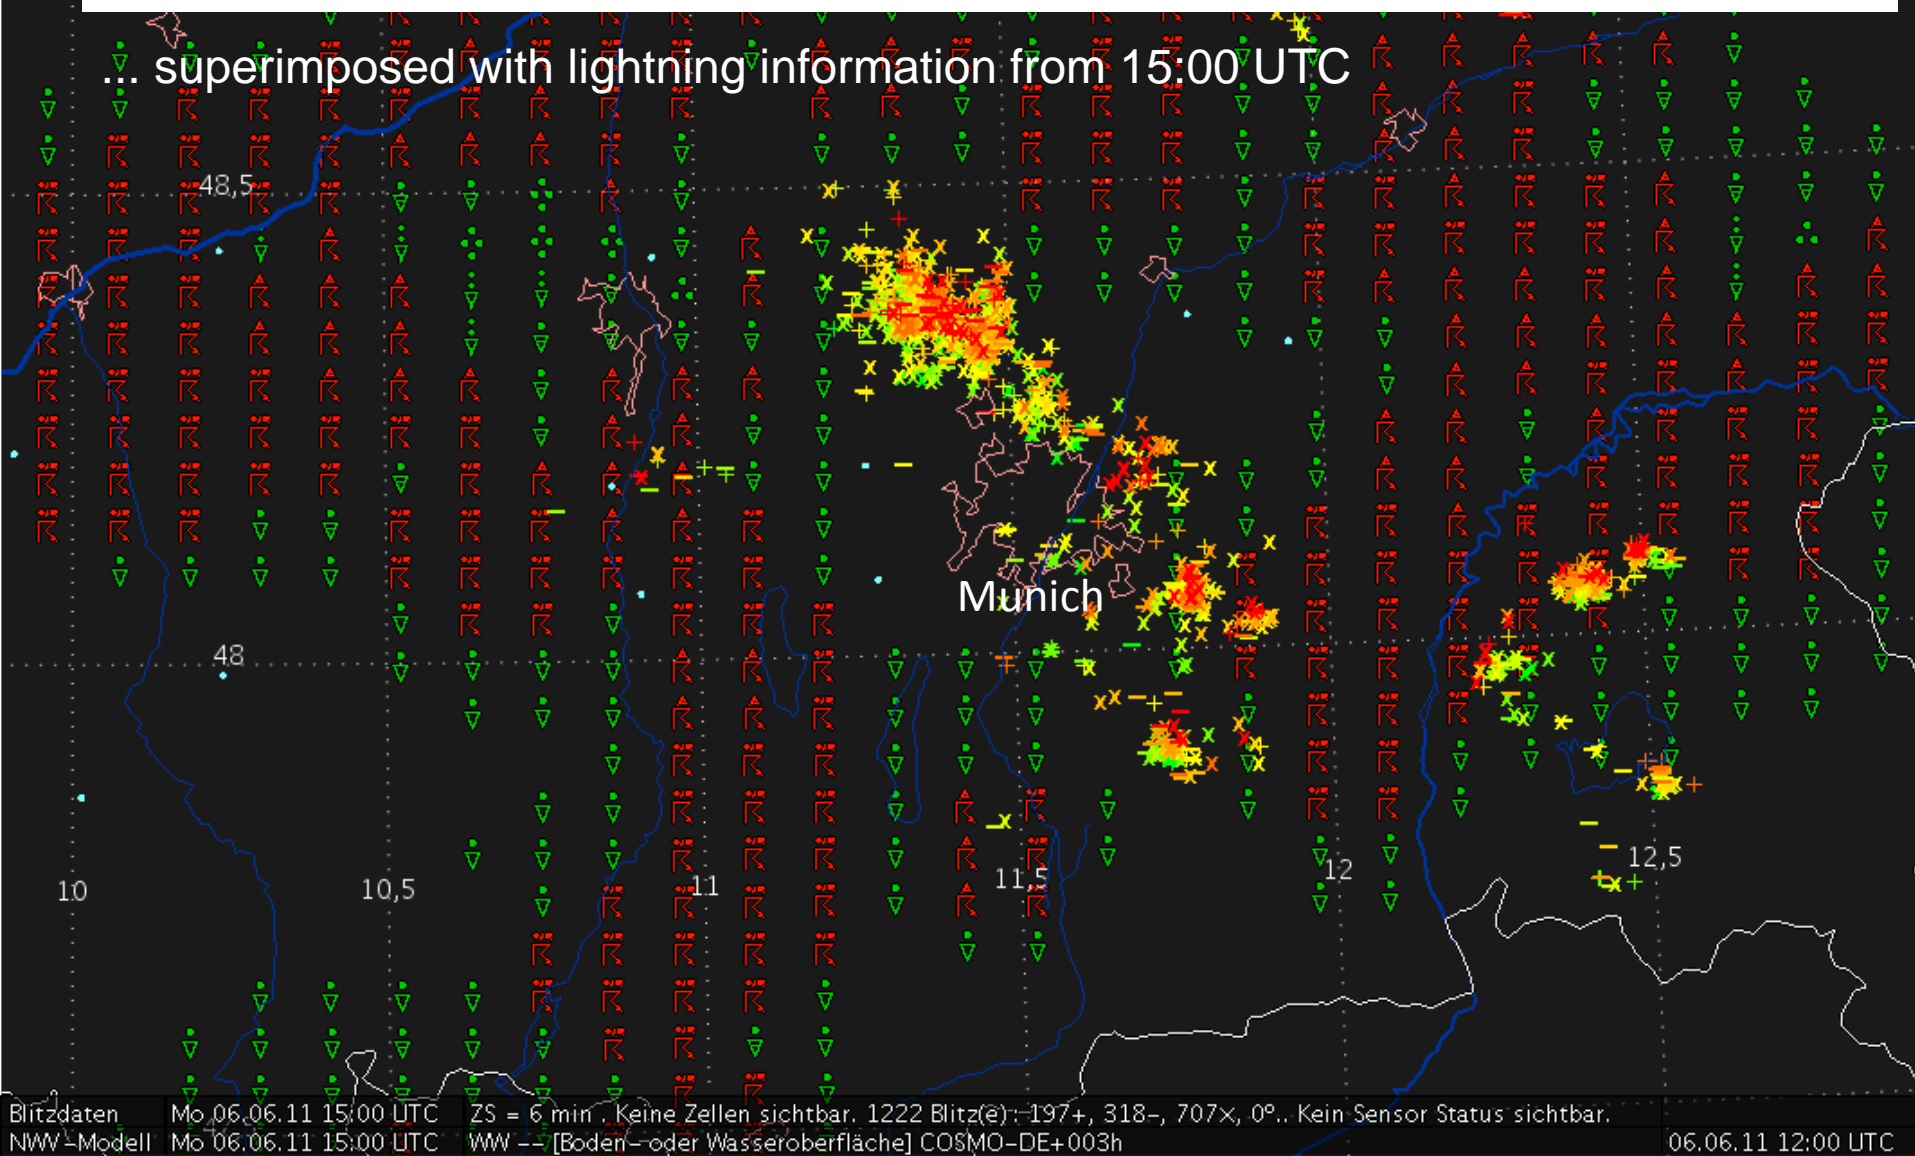 ... superimposed with lightning information from 15:00 UTC
48,5
Munich
48
10
10,5
11
11,5
12
12,5
Blitzdaten Mo 06.06.11 15:00 UTC ZS = 6 min . Keine Zellen sichtbar. 1222 Blitz(e) : 197+, 318-, 707x, 0°.. Kein Sensor Status sichtbar.
NWV-Modell Mo 06.06.11 15:00 UTC WW -- [Boden- oder Wasseroberfläche] COSMO-DE+003h 06.06.11 12:00 UTC